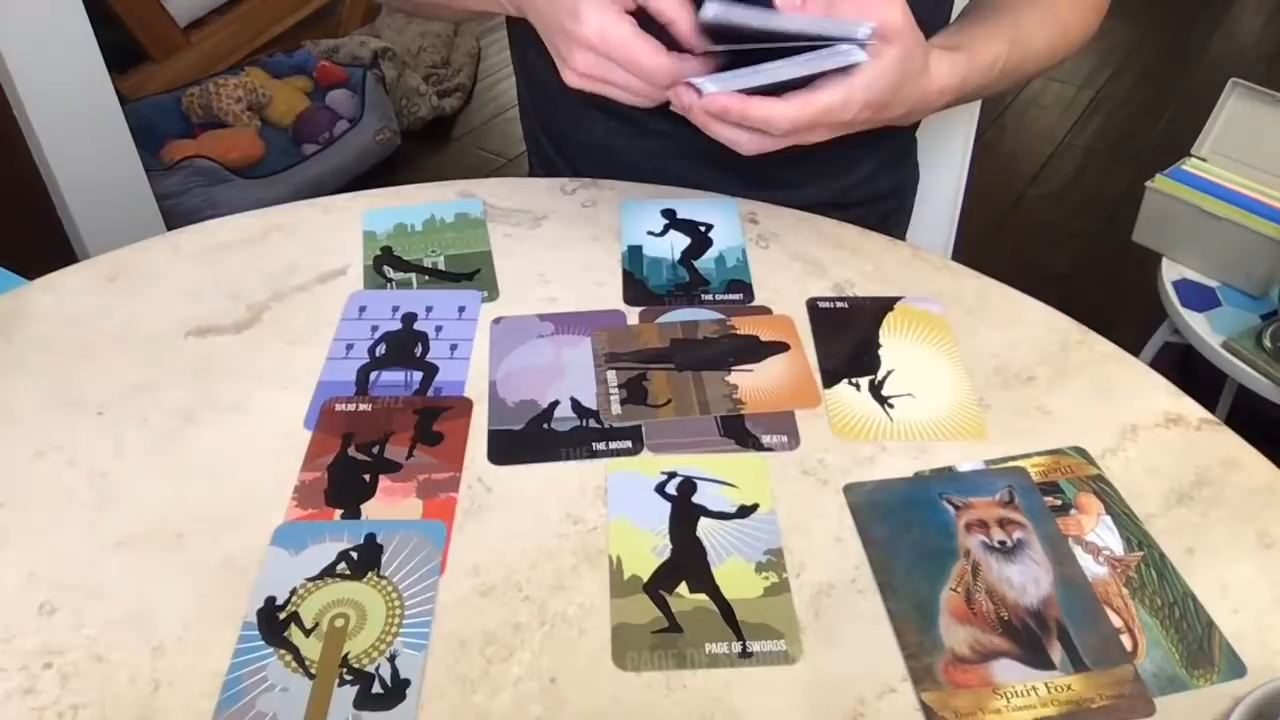 THE CHARIOT
THE FOOL
THE DEVIL
THE MOON
DEATH
PAGE OF SWORDS
Spirit Fox
Trust Your Talents in Changing Times